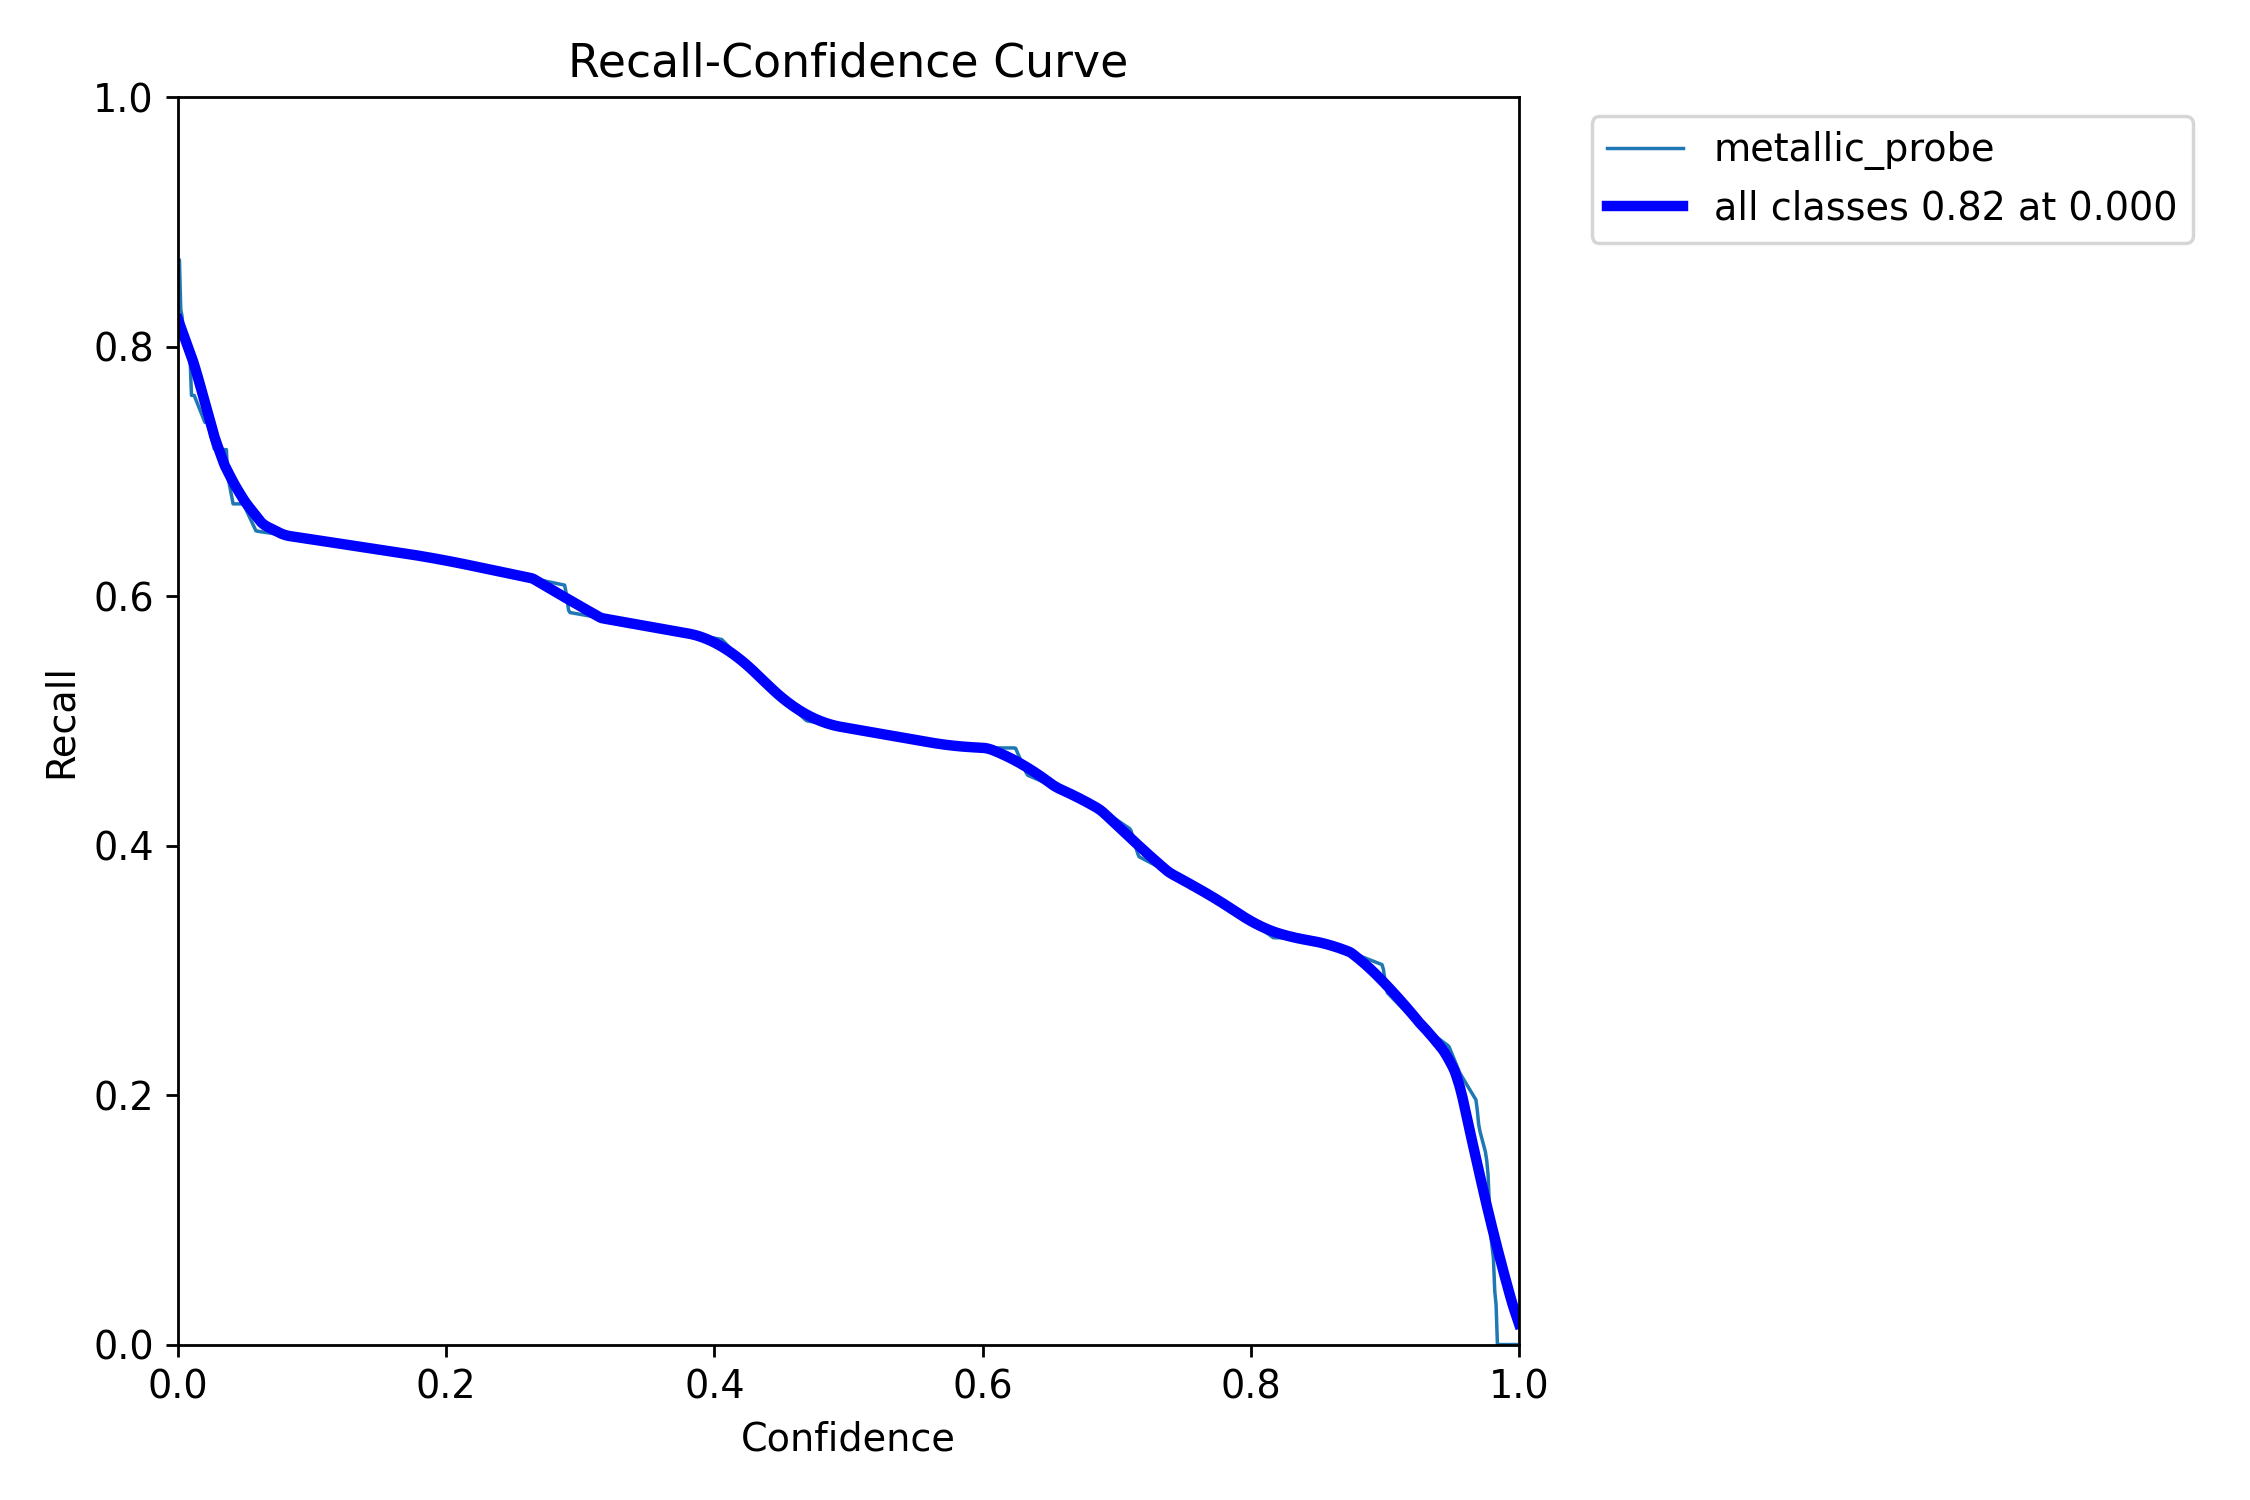 Recall-Confidence Curve
1.0
0.8
0.6
0.4
0.2
0.0
Recall
0.0 0.2 0.4 0.6 0.8 1.0
Confidence
metallic_probe
all classes 0.82 at 0.000